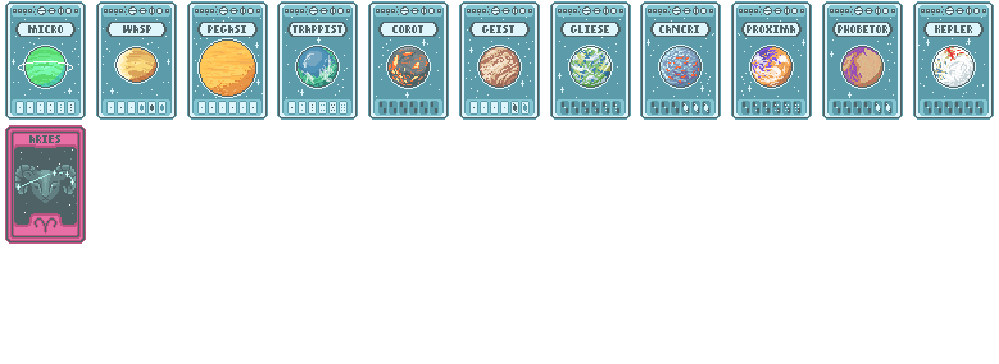 MICRO
WASP
PEGASI
TRAPPIST
COROT
GEIST
GLIESE
CANCRI
PROXIMA
PHOBETOR
KEPLER
ARIES